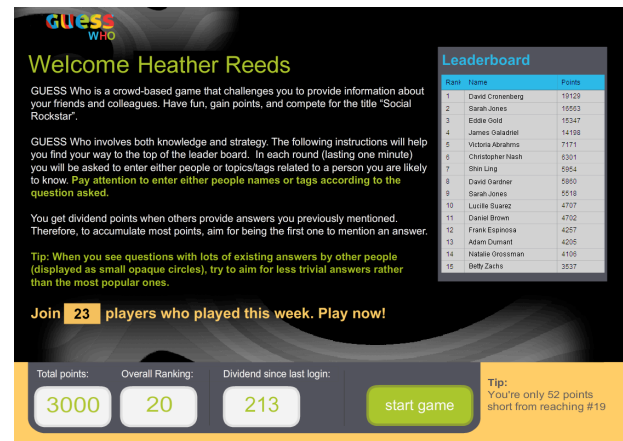 GUESS
WHO
Welcome Heather Reeds
GUESS Who is a crowd-based game that challenges you to provide information about
your friends and colleagues. Have fun, gain points, and compete for the title “Social
Rockstar”.
GUESS Who involves both knowledge and strategy. The following instructions will help
you find your way to the top of the leader board. In each round (lasting one minute)
you will be asked to enter either people or topics/tags related to a person you are likely
to know. Pay attention to enter either people names or tags according to the
question asked.
You get dividend points when others provide answers you previously mentioned.
Therefore, to accumulate most points, aim for being the first one to mention an answer.
Tip: When you see questions with lots of existing answers by other people
(displayed as small opaque circles), try to aim for less trivial answers rather
than the most popular ones.
Join 23 players who played this week. Play now!
Leaderboard
Rank Name Points
1 David Cronenberg 19129
2 Sarah Jones 16563
3 Eddie Gold 15347
4 James Galadriel 14198
5 Victoria Abrahms 7171
6 Christopher Nash 6301
7 Shin Ling 5954
8 David Gardner 5860
9 Sarah Jones 5518
10 Lucille Suarez 4707
11 Daniel Brown 4702
12 Frank Espinosa 4257
13 Adam Durmant 4205
14 Natalie Grossman 4106
15 Betty Zachs 3537
Total points: Overall Ranking: Dividend since last login:
3000 20 213 start game
Tip:
You're only 52 points
short from reaching #19